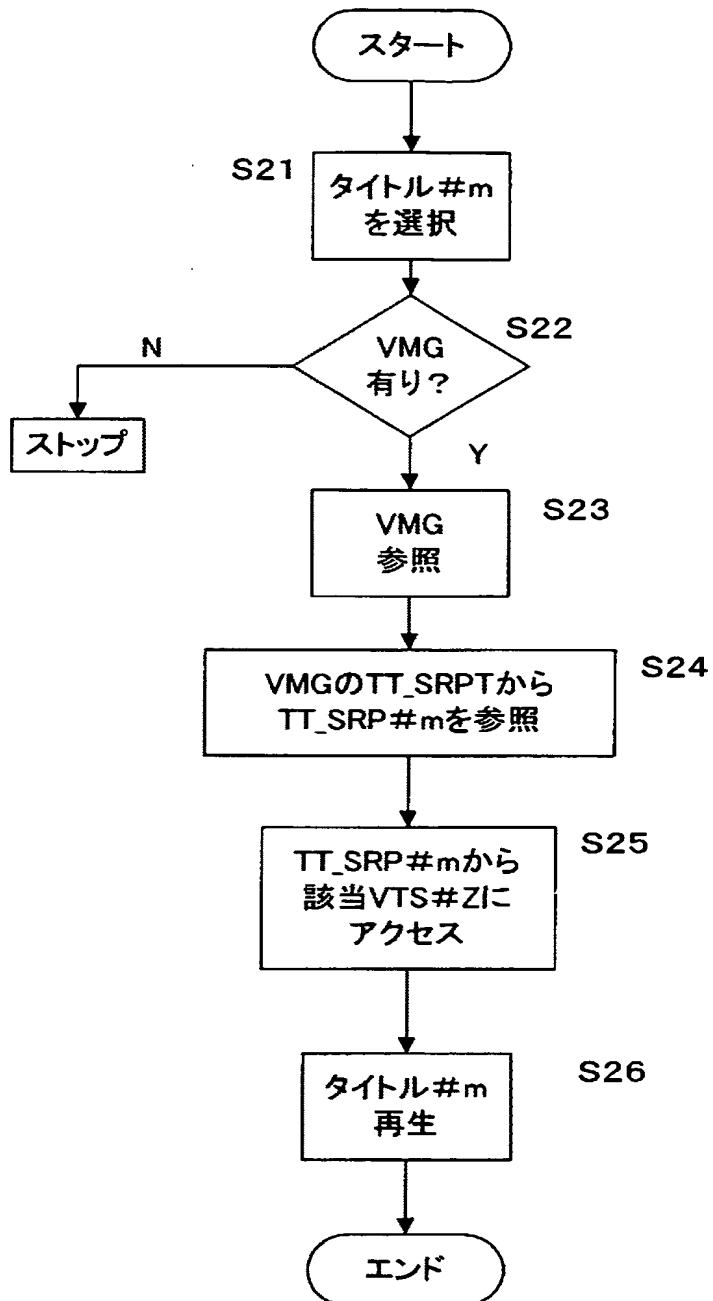 スタート
S21
タイトル#m
を選択
S22
VMG
有り?
N
ストップ
Y
S23
VMG
参照
S24
VMGのTT_SRPTから
TT_SRP#mを参照
S25
TT_SRP#mから
該当VTS#Zに
アクセス
S26
タイトル#m
再生
エンド